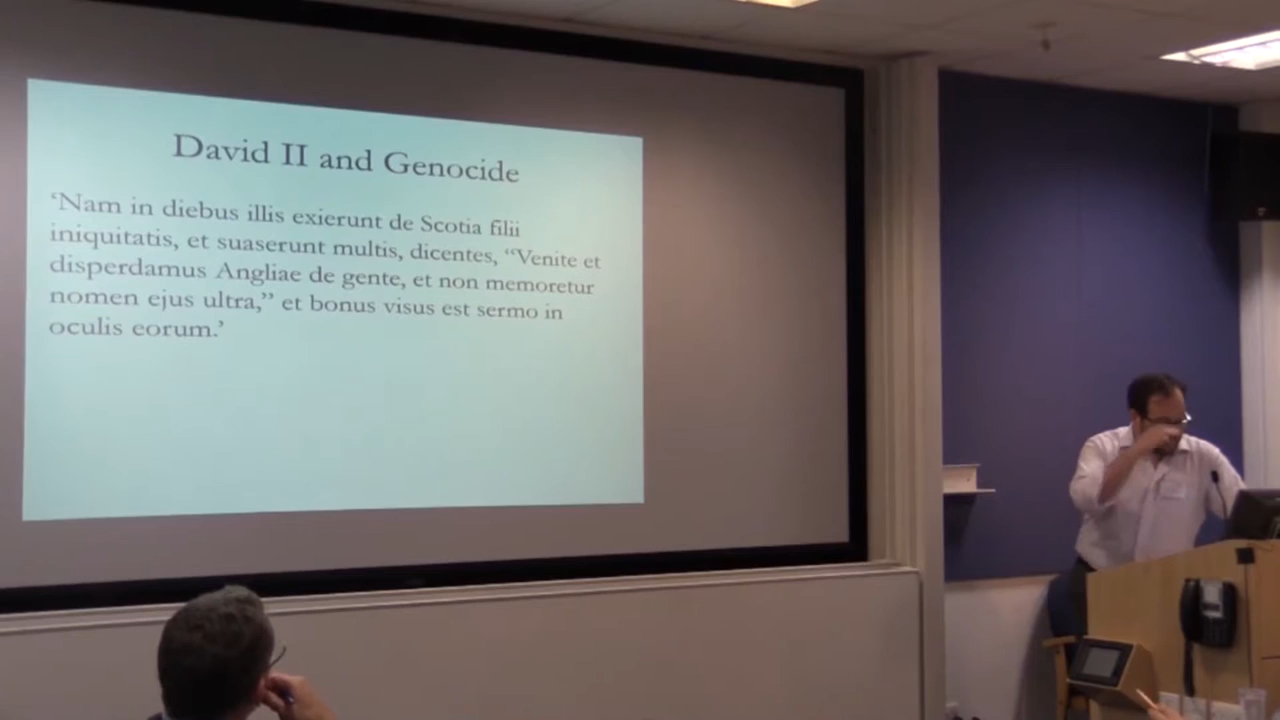 David II and Genocide
‘Nam in diebus illis exierunt de Scotia filii
iniquitatis, et suaserunt multis, dicentes, “Venite et
disperdamus Angliae de gente, et non memoretur
nomen ejus ultra,” et bonus visus est sermo in
oculis eorum.’